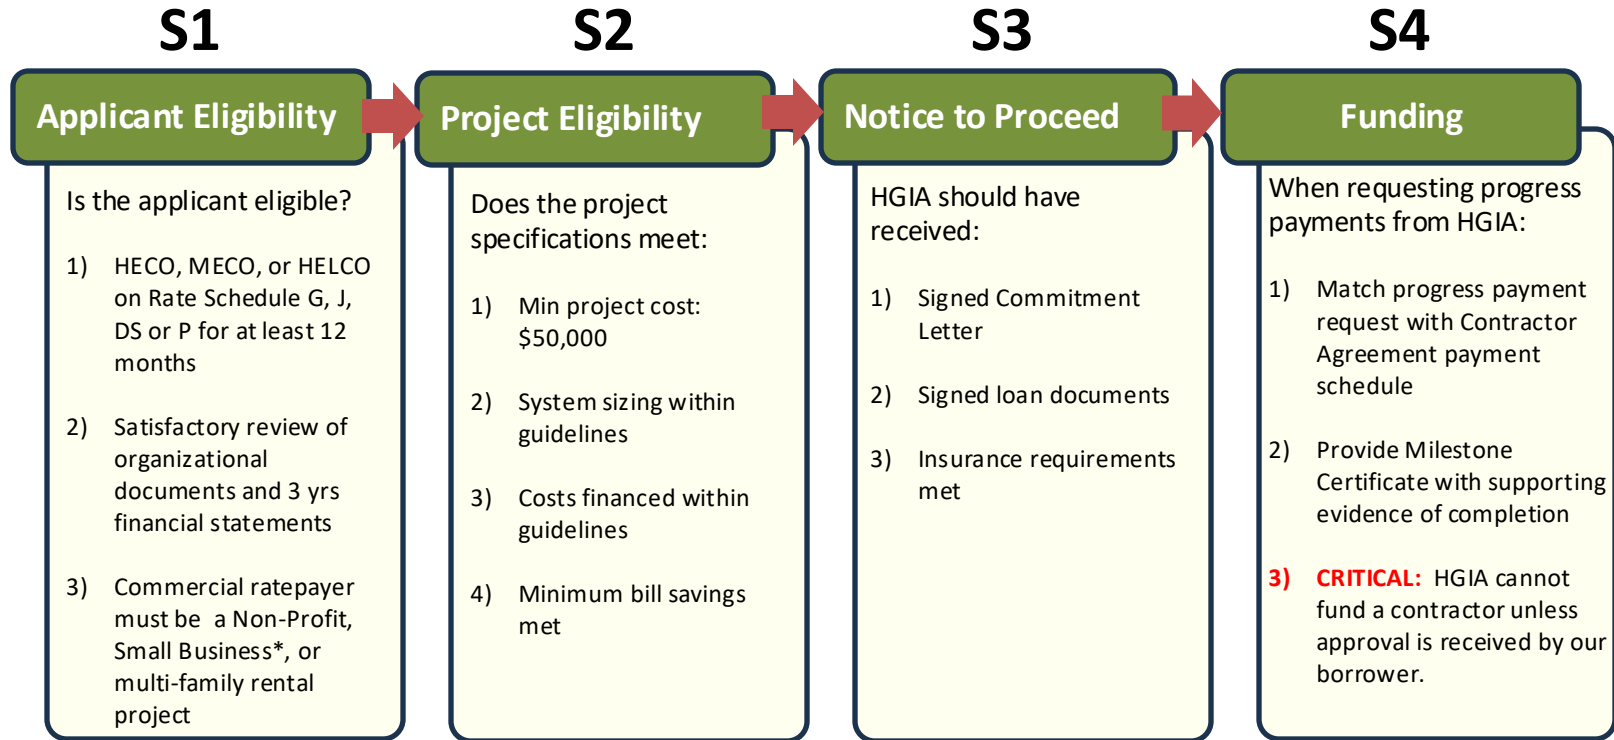 S1
Applicant Eligibility
Is the applicant eligible?
1) HECO, MECO, or HELCO
on Rate Schedule G, J,
DS or P for at least 12
months
2) Satisfactory review of
organizational
documents and 3 yrs
financial statements
3) Commercial ratepayer
must be a Non-Profit,
Small Business*, or
multi-family rental
project
S2
Project Eligibility
Does the project
specifications meet:
1) Min project cost:
$50,000
2) System sizing within
guidelines
3) Costs financed within
guidelines
4) Minimum bill savings
met
S3
Notice to Proceed
HGIA should have
received:
1) Signed Commitment
Letter
2) Signed loan documents
3) Insurance requirements
met
S4
Funding
When requesting progress
payments from HGIA:
1) Match progress payment
request with Contractor
Agreement payment
schedule
2) Provide Milestone
Certificate with supporting
evidence of completion
3) CRITICAL: HGIA cannot
fund a contractor unless
approval is received by our
borrower.